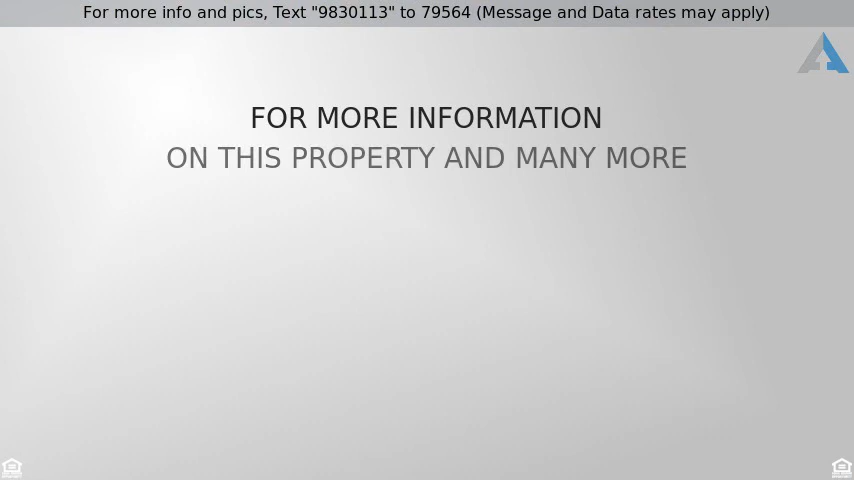 For more info and pics, Text "9830113" to 79564 (Message and Data rates may apply)
FOR MORE INFORMATION
ON THIS PROPERTY AND MANY MORE